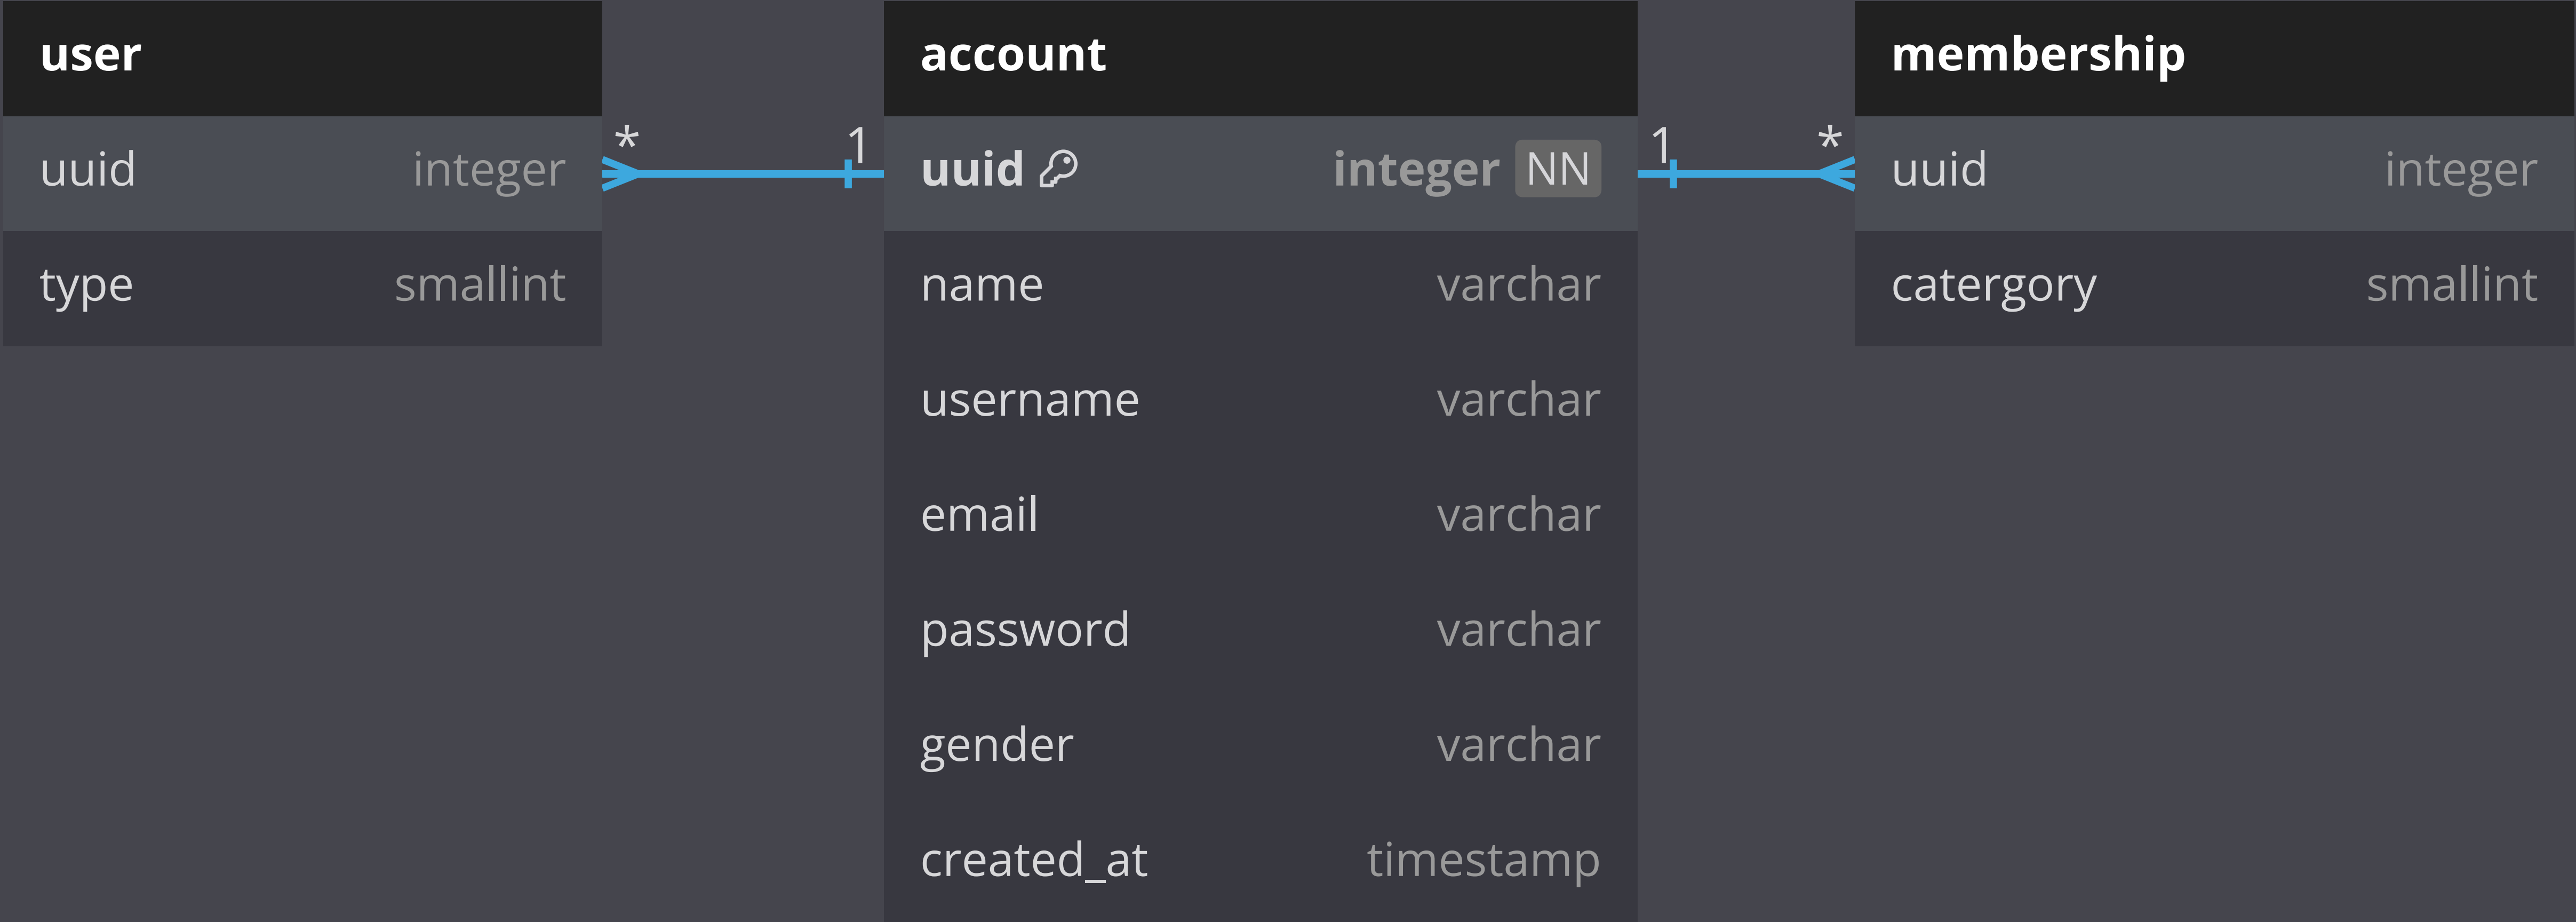 user
uuid integer
type smallint
* 1
account
uuid integer NN
name varchar
username varchar
email varchar
password varchar
gender varchar
created_at timestamp
1 *
membership
uuid integer
catergory smallint